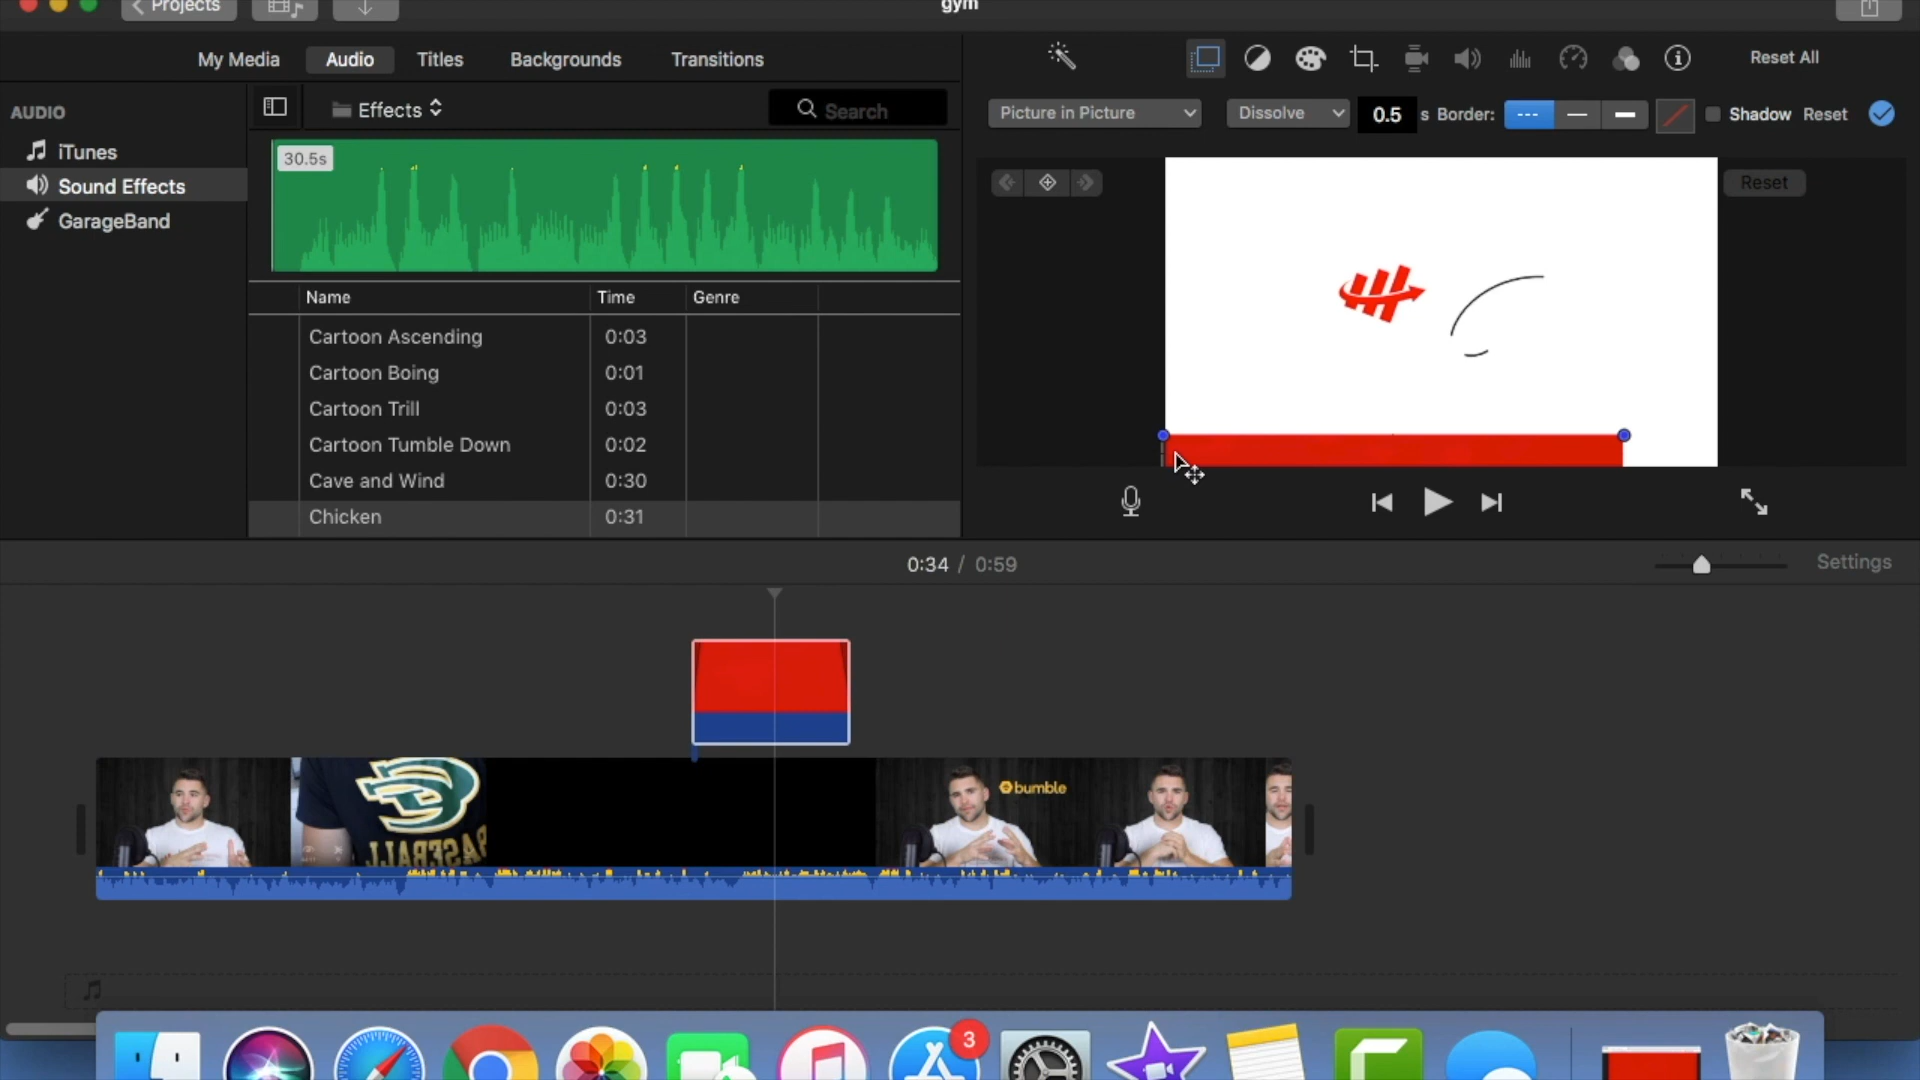 Projects
gym
My Media
Audio
Titles
Backgrounds
Transitions
Reset All
AUDIO
Effects
Search
Picture in Picture
Dissolve
0.5 s Border:
Shadow
Reset
iTunes
Sound Effects
GarageBand
30.5s
Reset
Name Time Genre
Cartoon Ascending 0:03
Cartoon Boing 0:01
Cartoon Trill 0:03
Cartoon Tumble Down 0:02
Cave and Wind 0:30
Chicken 0:31
0:34 / 0:59
Settings
bumble
BASEBALL
3